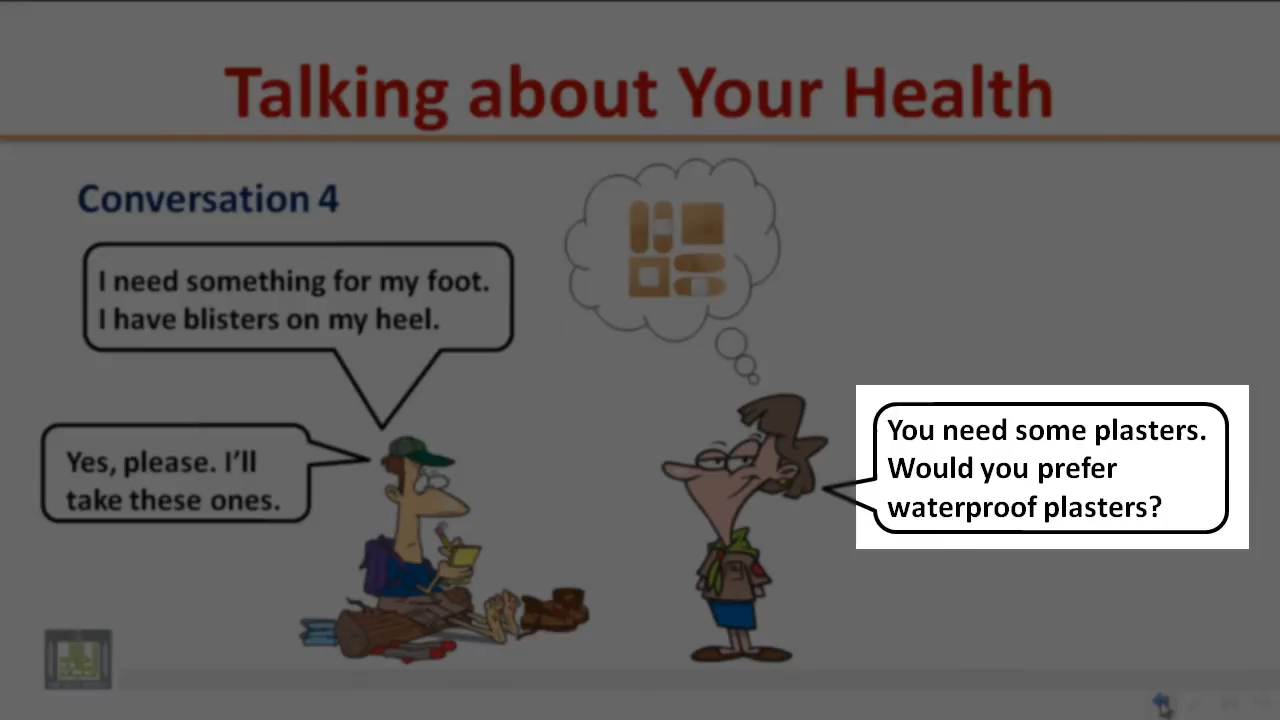 Talking about Your Health
Conversation 4
I need something for my foot.
I have blisters on my heel.
You need some plasters.
Would you prefer
waterproof plasters?
Yes, please. I’ll
take these ones.